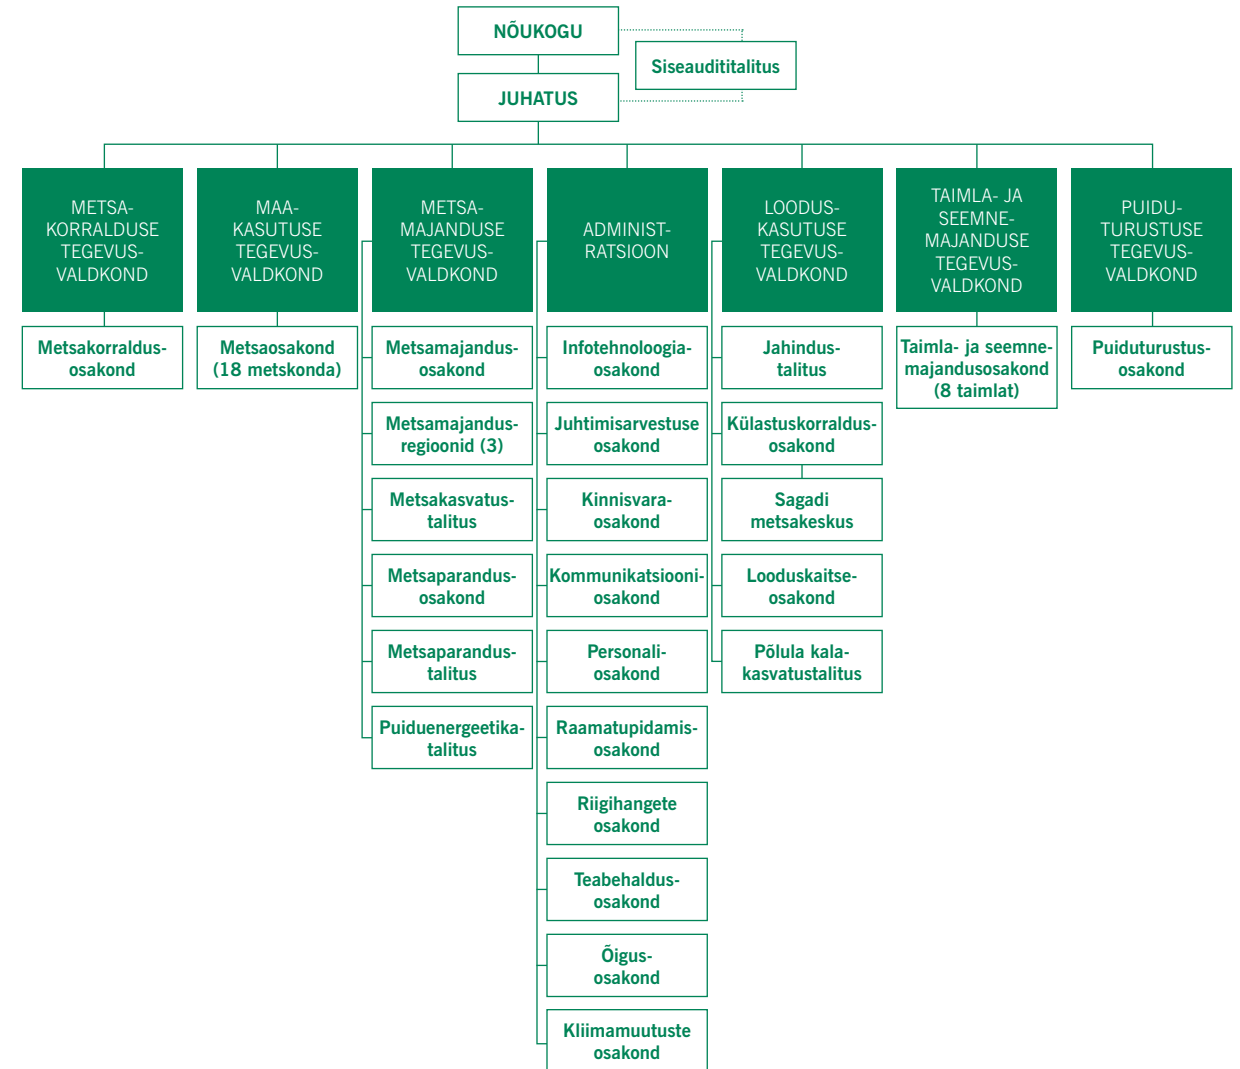 NÕUKOGU
Siseaudititalitus
JUHATUS
METSA-
KORRALDUSE
TEGEVUS-
VALDKOND
Metsakorraldus-
osakond
MAA-
KASUTUSE
TEGEVUS-
VALDKOND
Metsaosakond
(18 metskonda)
METSA-
MAJANDUSE
TEGEVUS-
VALDKOND
Metsamajandus-
osakond
Metsamajandus-
regioonid (3)
Metsakasvatus-
talitus
Metsaparandus-
osakond
Metsaparandus-
talitus
Puiduenergeetika-
talitus
ADMINIST-
RATSIOON
Infotehnoloogia-
osakond
Juhtimisarvestuse
osakond
Kinnisvara-
osakond
Kommunikatsiooni-
osakond
Personali-
osakond
Raamatupidamis-
osakond
Riigihangete
osakond
Teabehaldus-
osakond
Õigus-
osakond
Kliimamuutuste
osakond
LOODUS-
KASUTUSE
TEGEVUS-
VALDKOND
Jahindus-
talitus
Külastuskorraldus-
osakond
Sagadi
metsakeskus
Looduskaitse-
osakond
Põlula kala-
kasvatustalitus
TAIMLA- JA
SEEMNE-
MAJANDUSE
TEGEVUS-
VALDKOND
Taimla- ja seemne-
majandusosakond
(8 taimlat)
PUIDU-
TURUSTUSE
TEGEVUS-
VALDKOND
Puiduturustus-
osakond